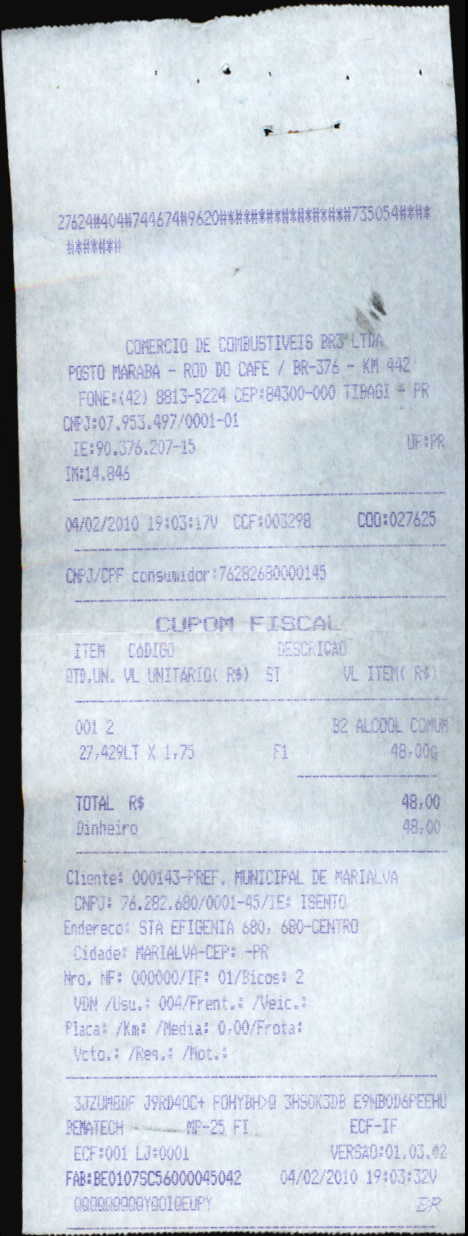 27624#404#744674#9620############735054####
#######
COMERCIO DE COMBUSTIVEIS BR3 LTDA
POSTO MARABA - ROD DO CAFE / BR-376 - KM 442
FONE:(42) 8813-5224 CEP:84300-000 TIBAGI - PR
CNPJ:07.953.497/0001-01
IE:90.376.207-15 UF:PR
IM:14.846
04/02/2010 19:03:17V CCF:003298 COO:027625
CNPJ/CPF consumidor:76282680000145
CUPOM FISCAL
ITEM CÓDIGO DESCRIÇÃO
QTD.UN. VL UNITÁRIO( R$) ST VL ITEM( R$)
001 2 B2 ALCOOL COMUM
27,429LT X 1,75 F1 48,00G
TOTAL R$ 48,00
Dinheiro 48,00
Cliente: 000143-PREF. MUNICIPAL DE MARIALVA
CNPJ: 76.282.680/0001-45/IE: ISENTO
Endereco: STA EFIGENIA 680, 680-CENTRO
Cidade: MARIALVA-CEP: -PR
Nro. NF: 000000/IF: 01/Bicos: 2
VDN /Usu.: 004/Frent.: /Veic.:
Placa: /Km: /Media: 0.00/Frota:
Vcto.: /Req.: /Mot.:
BEMATECH MP-25 FI ECF-IF
ECF:001 LJ:0001 VERSÃO:01.03.02
FAB:BE0107SC56000045042 04/02/2010 19:03:32V
QQQQQQQQQYQOIQEUPY BR